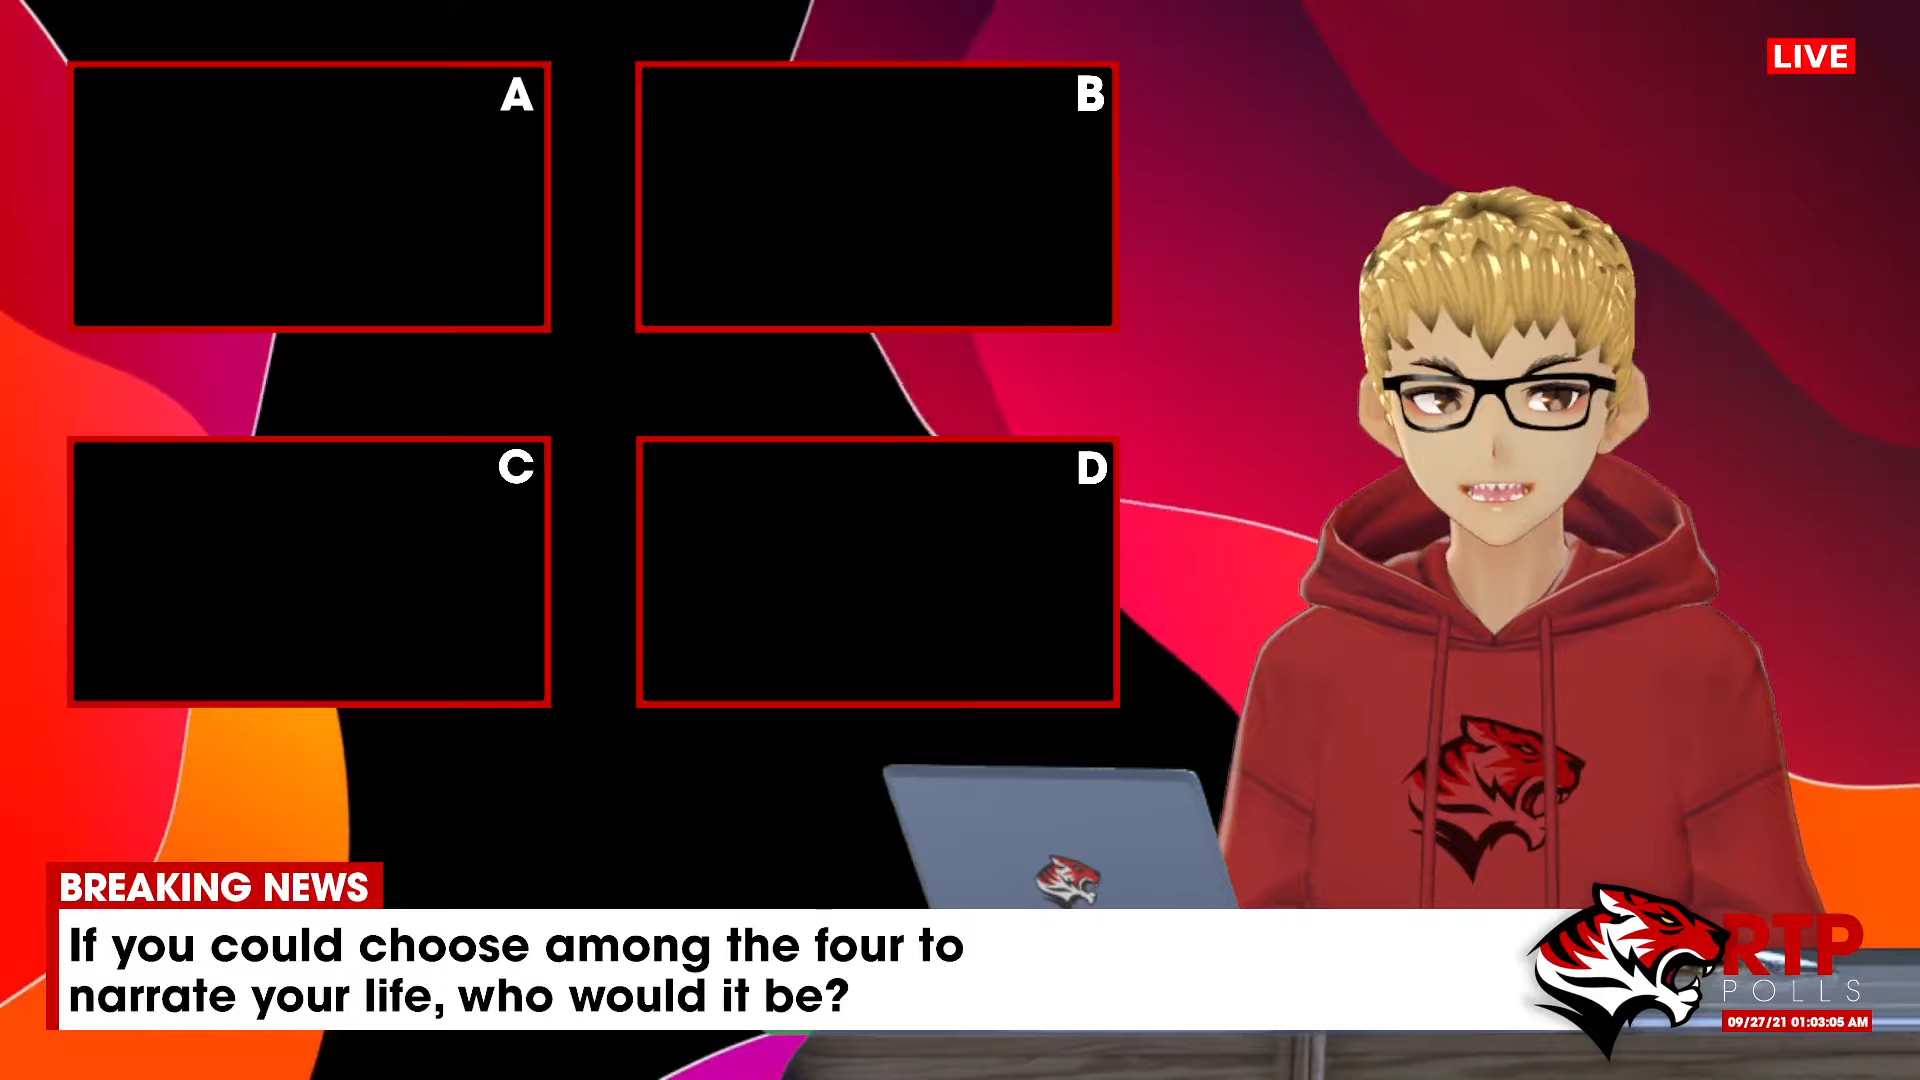 LIVE
A
B
C
D
BREAKING NEWS
If you could choose among the four to
narrate your life, who would it be?
RTP
POLLS
09/27/21 01:03:05 AM